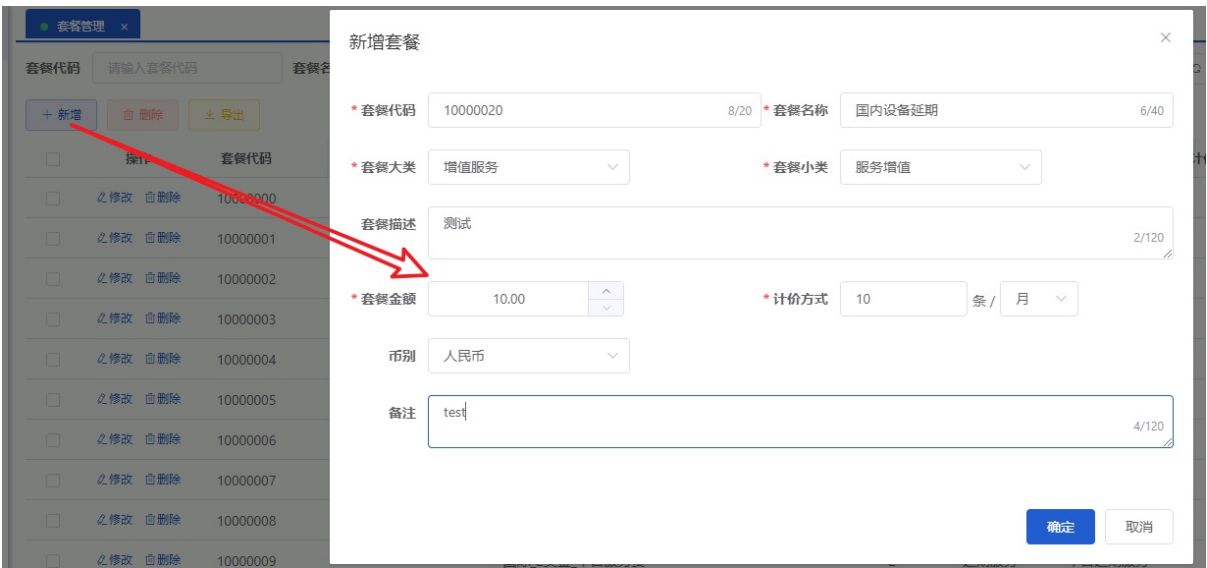 套餐管理 ×
套餐代码 请输入套餐代码 套餐名
+ 新增 删除 导出
操作 套餐代码
修改 删除 10000000
修改 删除 10000001
修改 删除 10000002
修改 删除 10000003
修改 删除 10000004
修改 删除 10000005
修改 删除 10000006
修改 删除 10000007
修改 删除 10000008
修改 删除 10000009
新增套餐 ×
* 套餐代码 10000020 8/20 * 套餐名称 国内设备延期 6/40
* 套餐大类 增值服务 * 套餐小类 服务增值
套餐描述 测试 2/120
* 套餐金额 10.00 * 计价方式 10 条 / 月
币别 人民币
备注 test 4/120
确定 取消